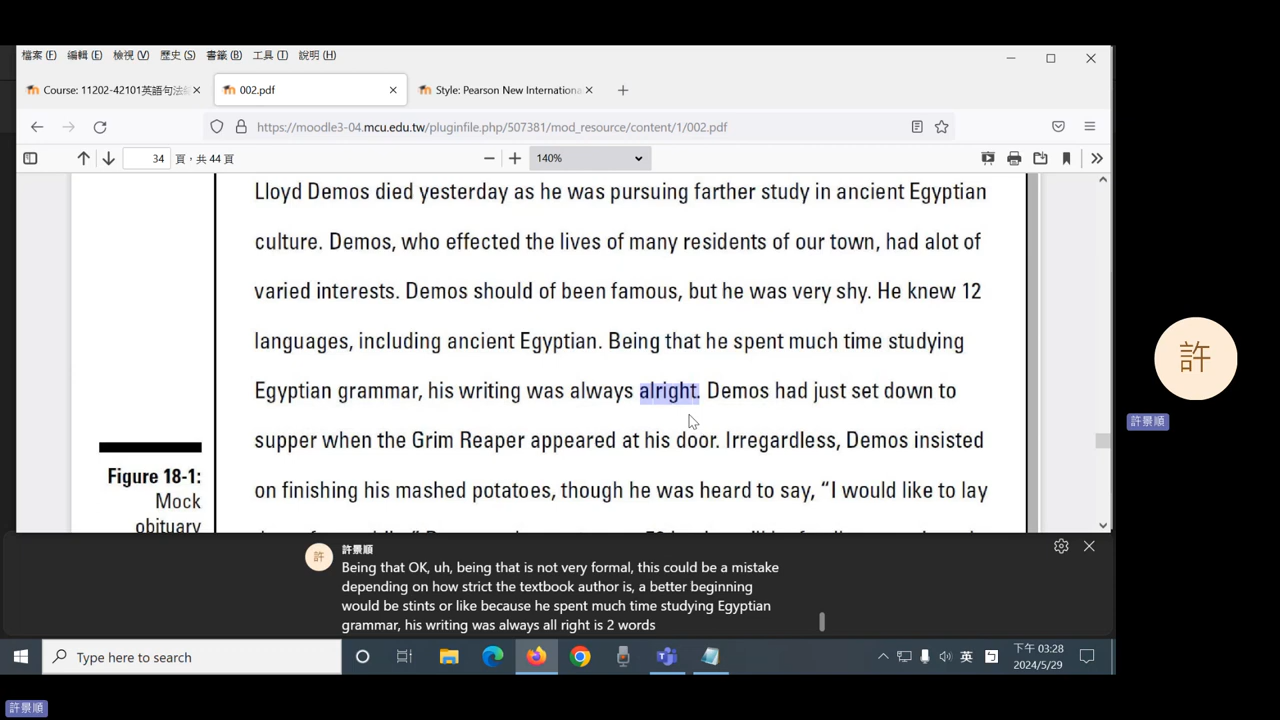 檔案 (F) 編輯 (E) 檢視 (V) 歷史 (S) 書籤 (B) 工具 (T) 說明 (H)
Course: 11202-42101英語句法
002.pdf
Style: Pearson New Internationa
https://moodle3-04.mcu.edu.tw/pluginfile.php/507381/mod_resource/content/1/002.pdf
34 頁，共 44 頁
140%
Lloyd Demos died yesterday as he was pursuing farther study in ancient Egyptian
culture. Demos, who effected the lives of many residents of our town, had alot of
varied interests. Demos should of been famous, but he was very shy. He knew 12
languages, including ancient Egyptian. Being that he spent much time studying
Egyptian grammar, his writing was always alright. Demos had just set down to
supper when the Grim Reaper appeared at his door. Irregardless, Demos insisted
on finishing his mashed potatoes, though he was heard to say, “I would like to lay
Figure 18-1:
Mock
obituary
許
許景順
許
許景順
Being that OK, uh, being that is not very formal, this could be a mistake
depending on how strict the textbook author is, a better beginning
would be stints or like because he spent much time studying Egyptian
grammar, his writing was always all right is 2 words
Type here to search
英
下午 03:28
2024/5/29
許景順